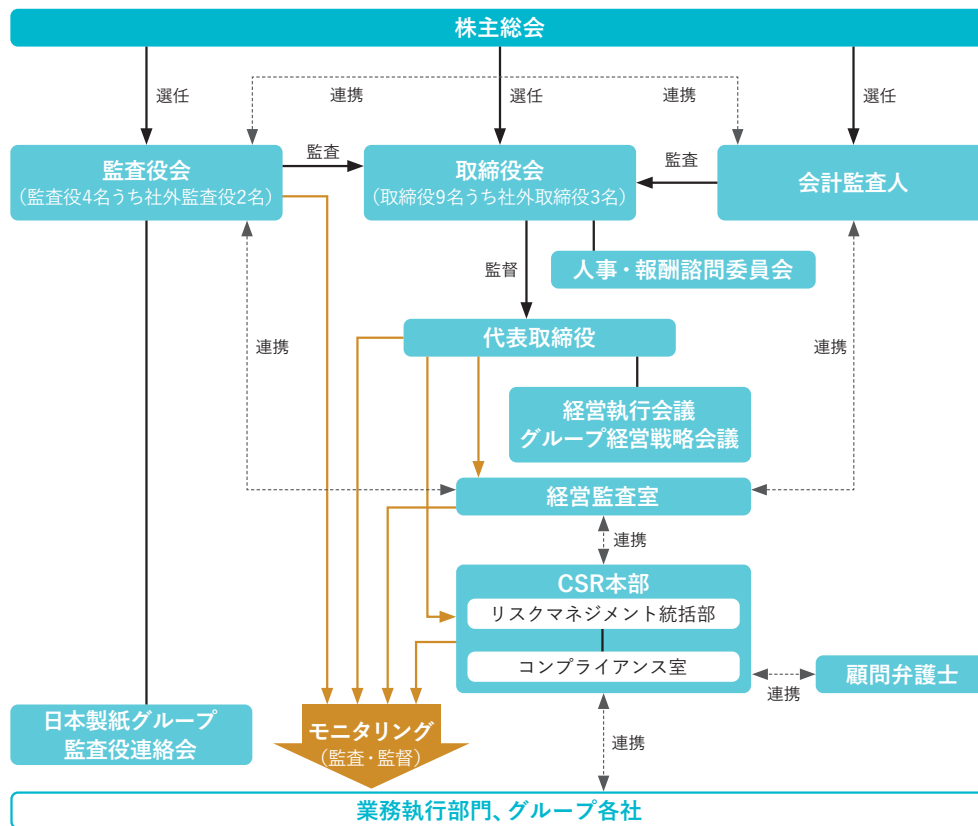 株主総会
選任
連携
選任
連携
選任
監査役会
（監査役4名うち社外監査役2名）
監査
取締役会
（取締役9名うち社外取締役3名）
監査
会計監査人
監督
人事・報酬諮問委員会
代表取締役
連携
連携
経営執行会議
グループ経営戦略会議
経営監査室
連携
CSR本部
リスクマネジメント統括部
コンプライアンス室
顧問弁護士
連携
日本製紙グループ
監査役連絡会
モニタリング
（監査・監督）
連携
業務執行部門、グループ各社